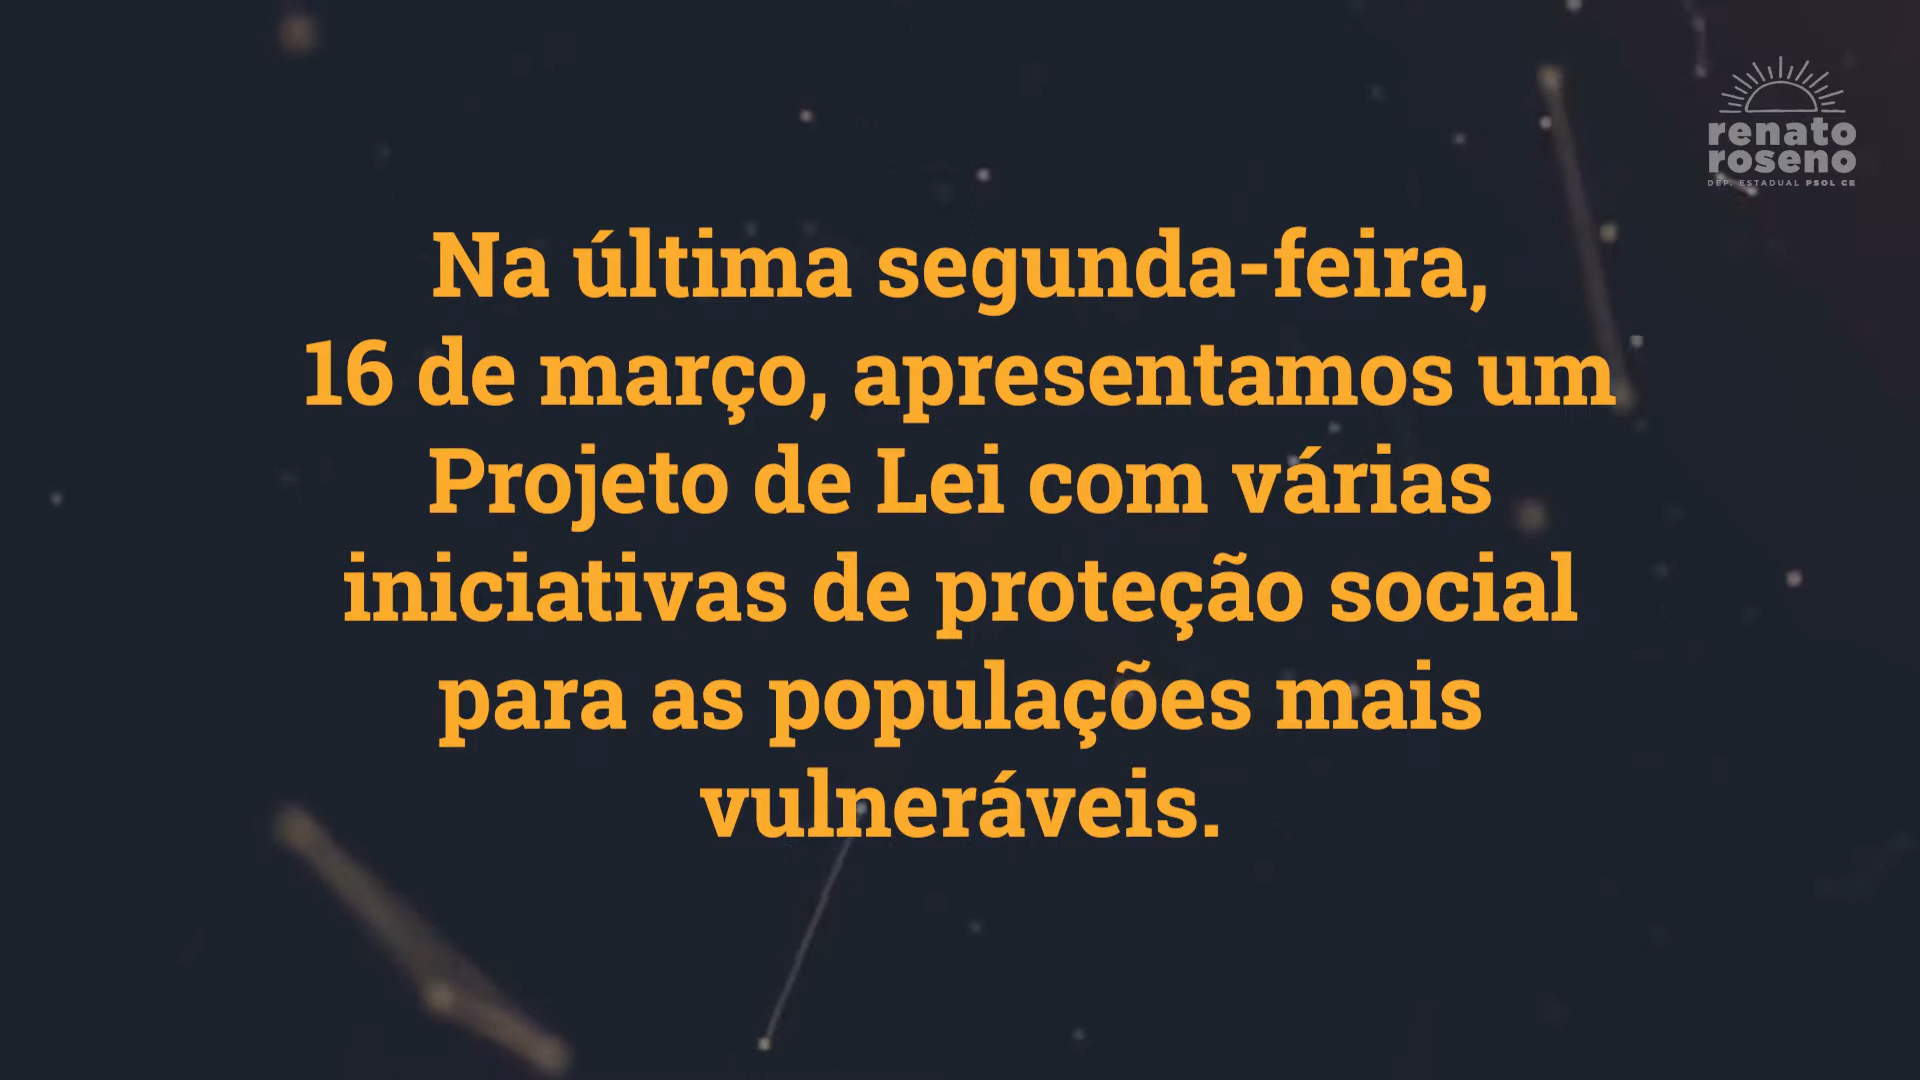 renato
roseno
DEP. ESTADUAL PSOL CE
Na última segunda-feira,
16 de março, apresentamos um
Projeto de Lei com várias
iniciativas de proteção social
para as populações mais
vulneráveis.